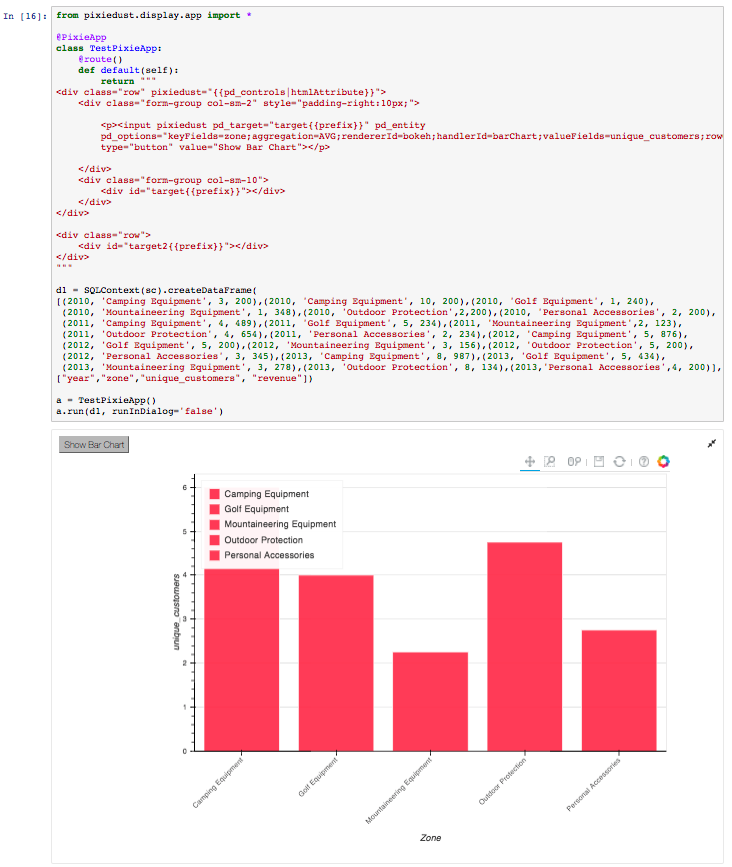 In [16]: from pixiedust.display.app import *
@PixieApp
class TestPixieApp:
    @route()
    def default(self):
        return """
<div class="row" pixiedust="{{pd_controls|htmlAttribute}}">
    <div class="form-group col-sm-2" style="padding-right:10px;">
        <p><input pixiedust pd_target="target{{prefix}}" pd_entity
        pd_options="keyFields=zone;aggregation=AVG;rendererId=bokeh;handlerId=barChart;valueFields=unique_customers;row
        type="button" value="Show Bar Chart"></p>
    </div>
    <div class="form-group col-sm-10">
        <div id="target{{prefix}}"></div>
    </div>
</div>
<div class="row">
    <div id="target2{{prefix}}"></div>
</div>
"""
d1 = SQLContext(sc).createDataFrame(
[(2010, 'Camping Equipment', 3, 200),(2010, 'Camping Equipment', 10, 200),(2010, 'Golf Equipment', 1, 240),
 (2010, 'Mountaineering Equipment', 1, 348),(2010, 'Outdoor Protection',2,200),(2010, 'Personal Accessories', 2, 200),
 (2011, 'Camping Equipment', 4, 489),(2011, 'Golf Equipment', 5, 234),(2011, 'Mountaineering Equipment',2, 123),
 (2011, 'Outdoor Protection', 4, 654),(2011, 'Personal Accessories', 2, 234),(2012, 'Camping Equipment', 5, 876),
 (2012, 'Golf Equipment', 5, 200),(2012, 'Mountaineering Equipment', 3, 156),(2012, 'Outdoor Protection', 5, 200),
 (2012, 'Personal Accessories', 3, 345),(2013, 'Camping Equipment', 8, 987),(2013, 'Golf Equipment', 5, 434),
 (2013, 'Mountaineering Equipment', 3, 278),(2013, 'Outdoor Protection', 8, 134),(2013,'Personal Accessories',4, 200)],
["year","zone","unique_customers", "revenue"])
a = TestPixieApp()
a.run(d1, runInDialog='false')
Show Bar Chart
6
5
4
3
2
1
0
unique_customers
Camping Equipment
Golf Equipment
Mountaineering Equipment
Outdoor Protection
Personal Accessories
Camping Equipment
Golf Equipment
Mountaineering Equipment
Outdoor Protection
Personal Accessories
Zone